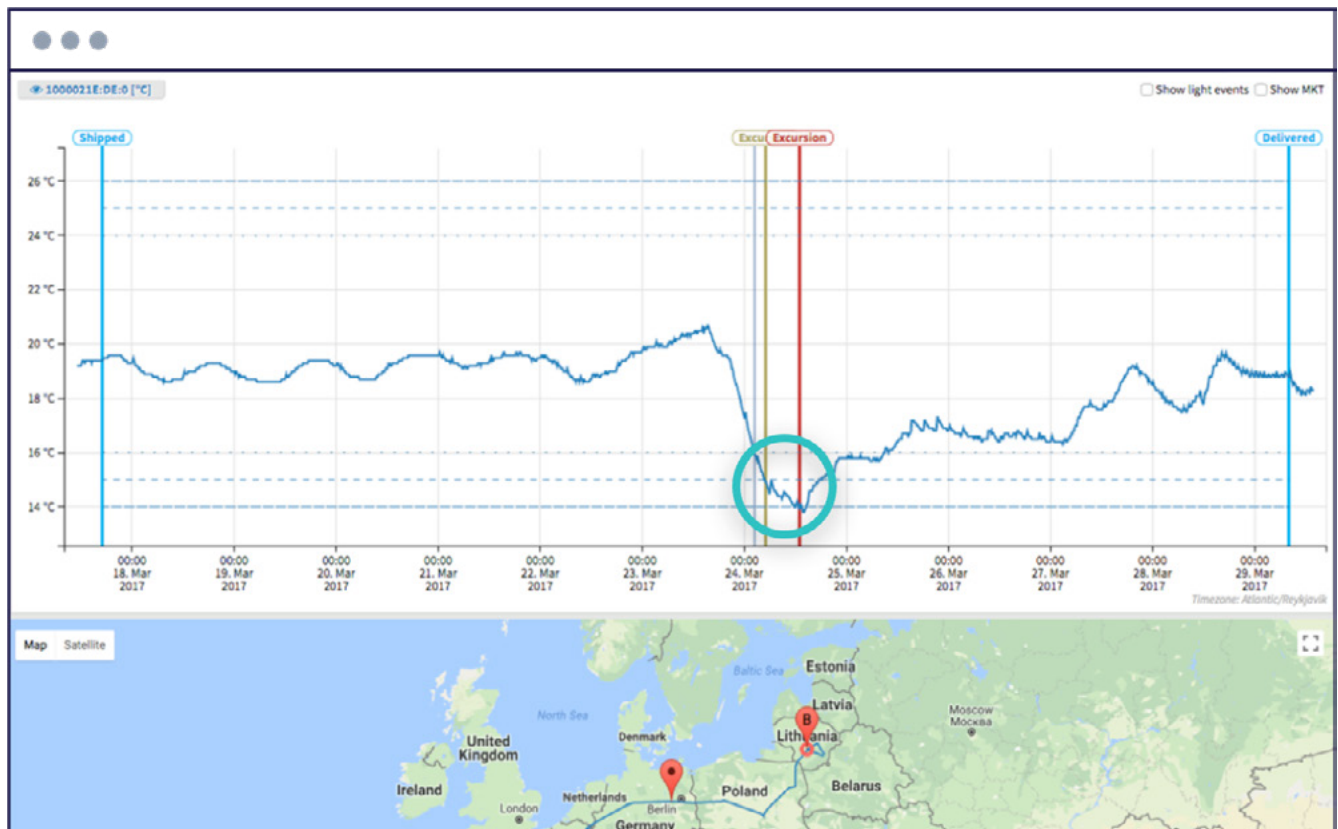 1000021E:DE:0 [°C]
Show light events Show MKT
Shipped
Excu
Excursion
Delivered
26 °C
24 °C
22 °C
20 °C
18 °C
16 °C
14 °C
00:00
18. Mar
2017
00:00
19. Mar
2017
00:00
20. Mar
2017
00:00
21. Mar
2017
00:00
22. Mar
2017
00:00
23. Mar
2017
00:00
24. Mar
2017
00:00
25. Mar
2017
00:00
26. Mar
2017
00:00
27. Mar
2017
00:00
28. Mar
2017
00:00
29. Mar
2017
Timezone: Atlantic/Reykjavik
Map Satellite
Baltic Sea
Estonia
North Sea
Latvia
Moscow
Москва
B
Lithuania
Denmark
United
Kingdom
Ireland
Netherlands
Poland
Belarus
London
Berlin
Germany